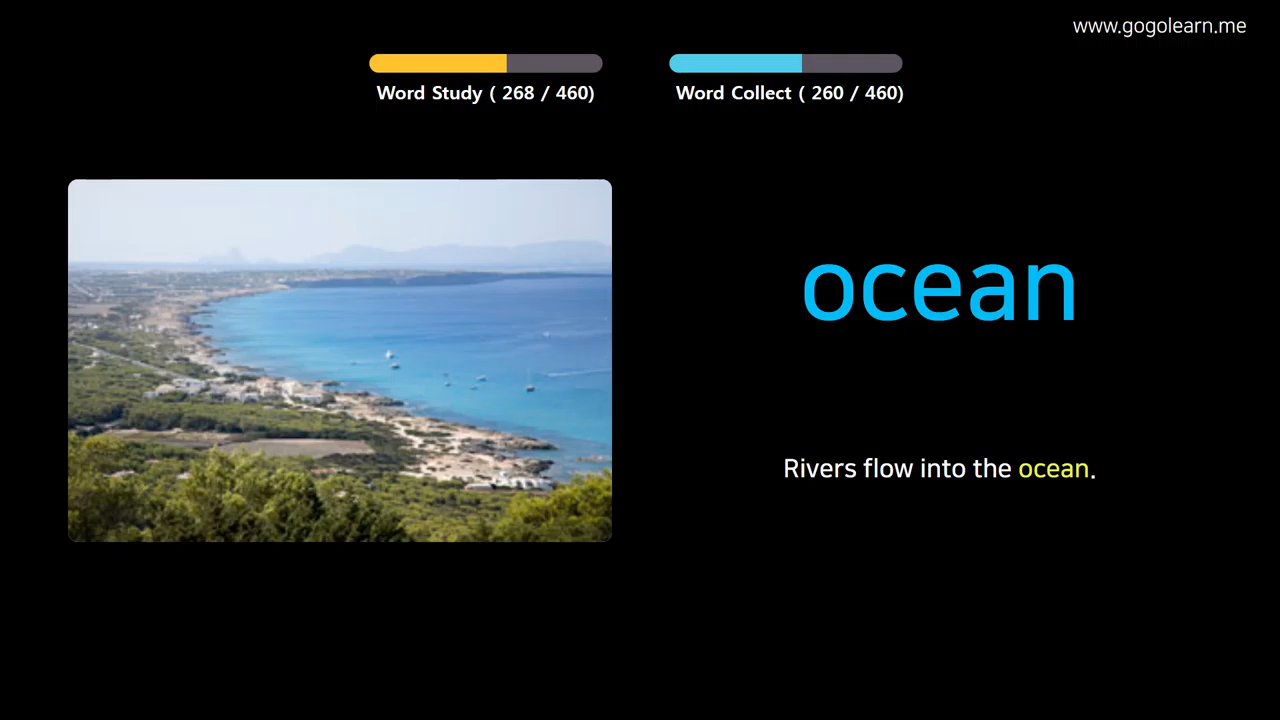 www.gogolearn.me
Word Study ( 268 / 460)
Word Collect ( 260 / 460)
ocean
Rivers flow into the ocean.